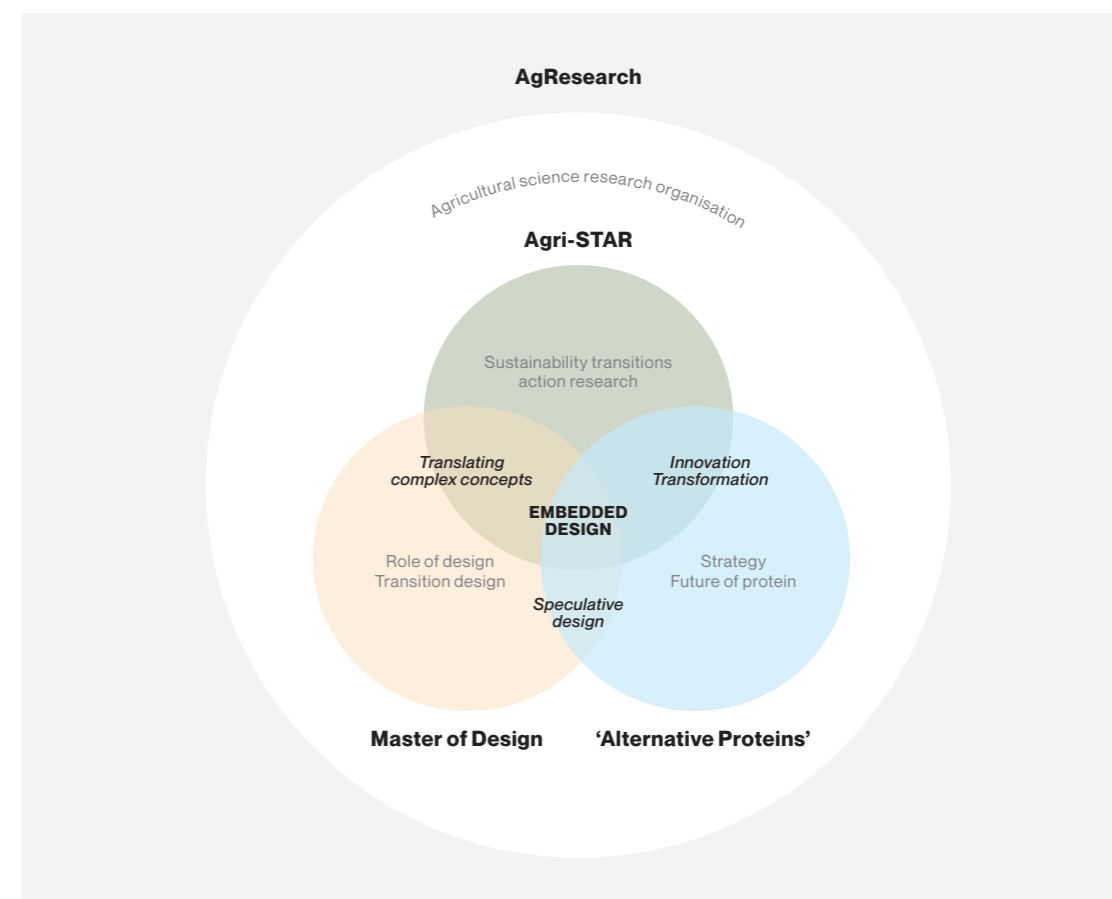 AgResearch
Agricultural science research organisation
Agri-STAR
Sustainability transitions
action research
Translating
complex concepts
Innovation
Transformation
EMBEDDED
DESIGN
Role of design
Transition design
Strategy
Future of protein
Speculative
design
Master of Design
‘Alternative Proteins’